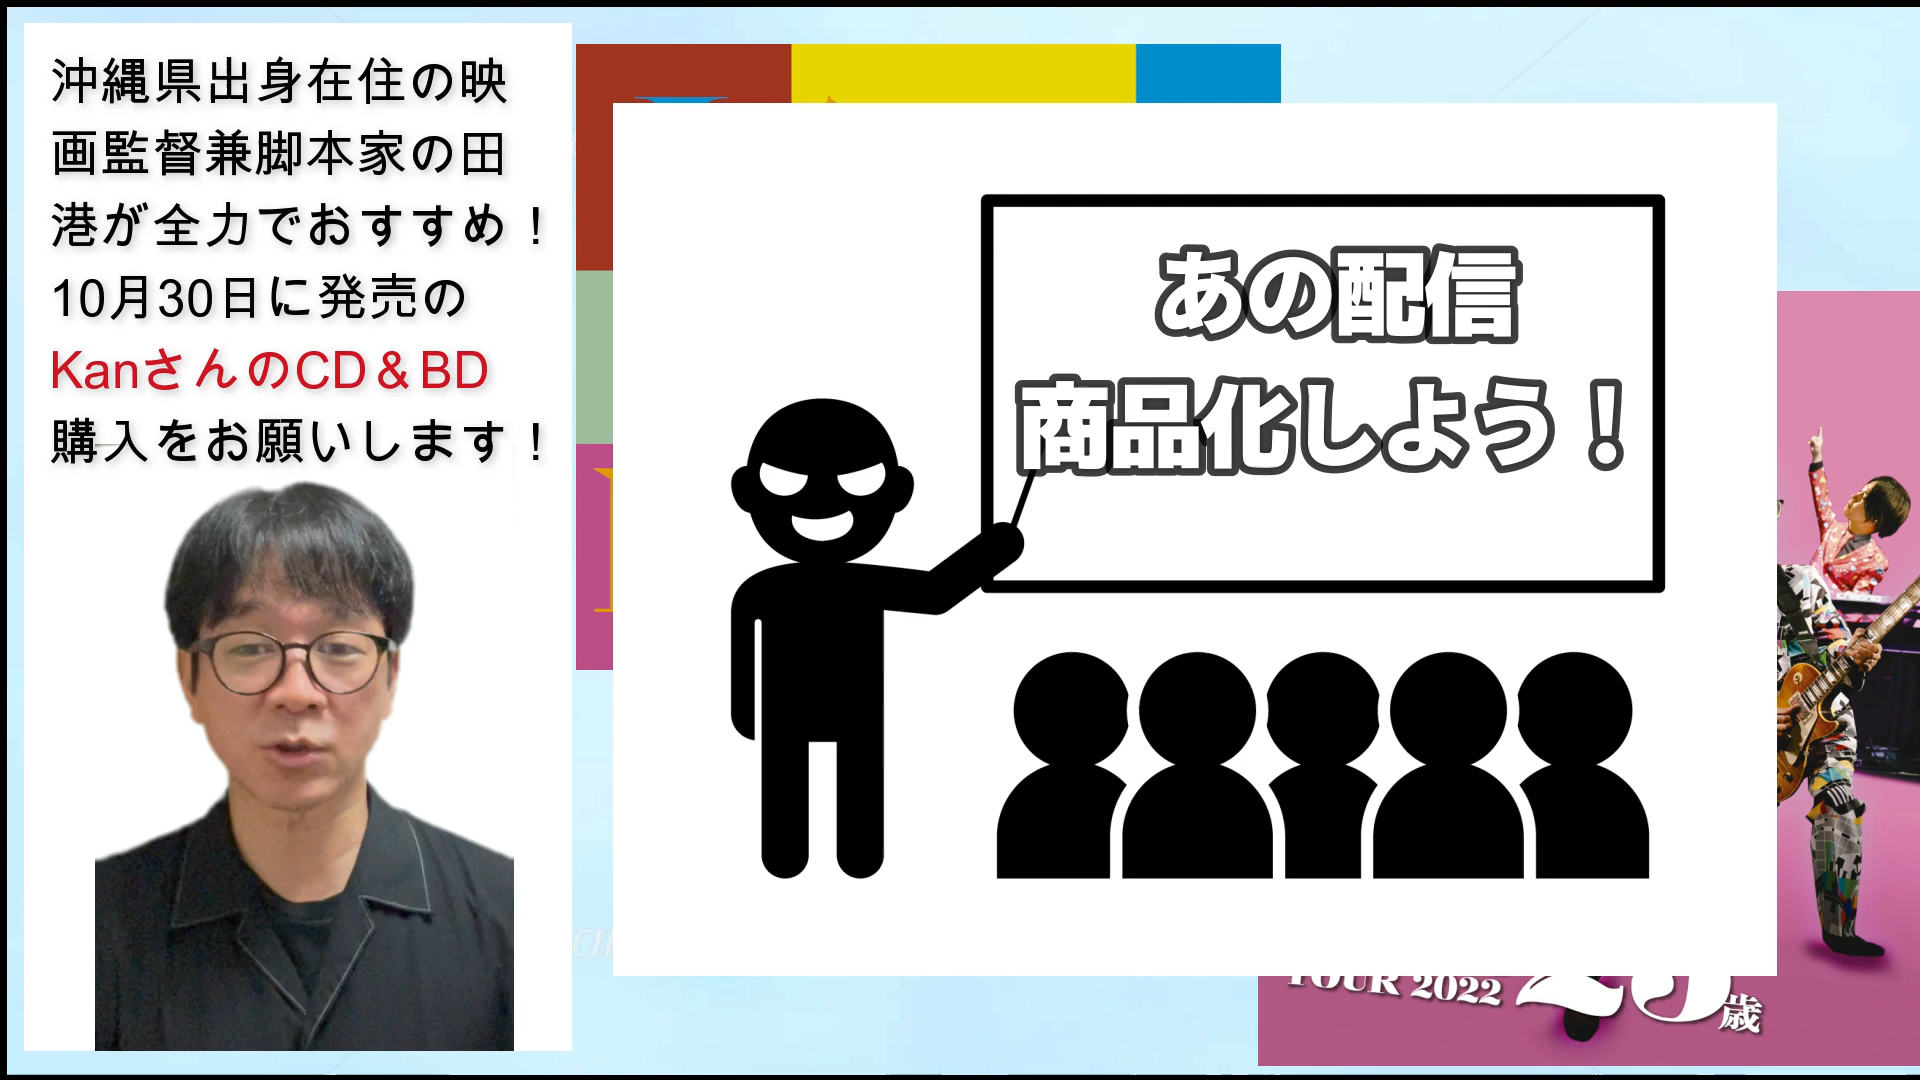 沖縄県出身在住の映
画監督兼脚本家の田
港が全力でおすすめ！
10月30日に発売の
KanさんのCD＆BD
購入をお願いします！
あの配信
商品化しよう！
TOUR 2022
歳